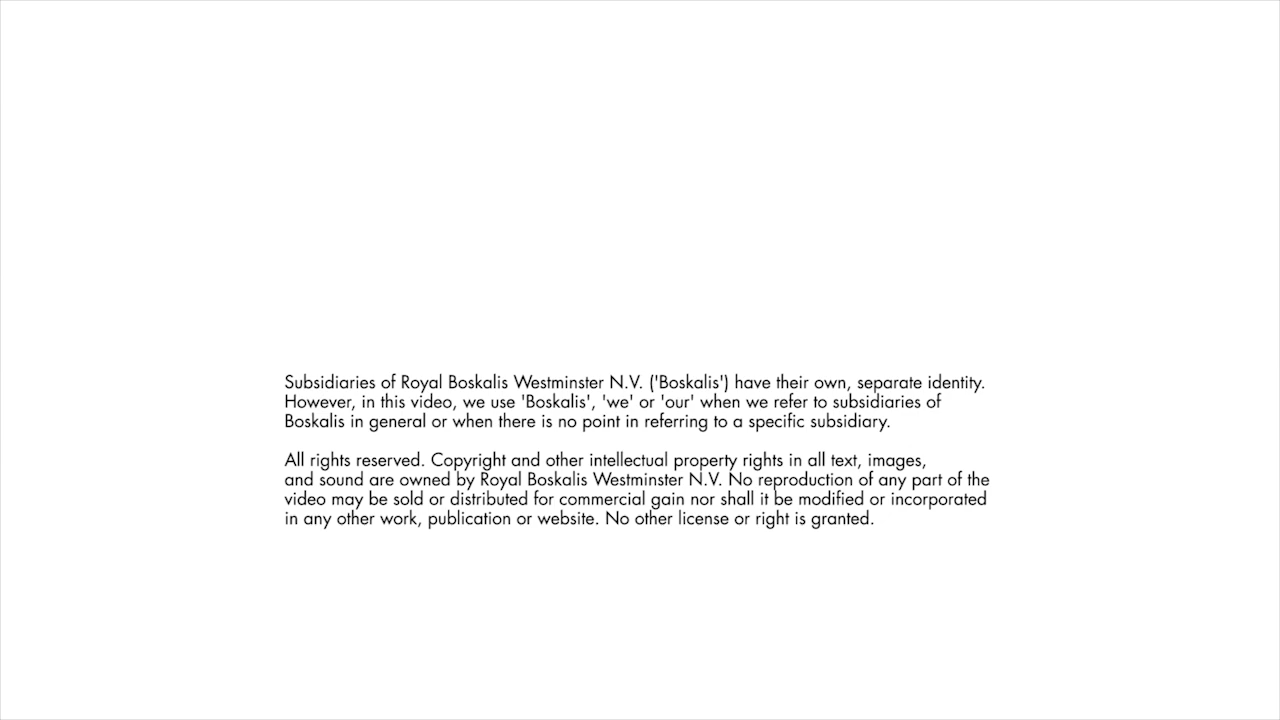 Subsidiaries of Royal Boskalis Westminster N.V. ('Boskalis') have their own, separate identity.
However, in this video, we use 'Boskalis', 'we' or 'our' when we refer to subsidiaries of
Boskalis in general or when there is no point in referring to a specific subsidiary.
All rights reserved. Copyright and other intellectual property rights in all text, images,
and sound are owned by Royal Boskalis Westminster N.V. No reproduction of any part of the
video may be sold or distributed for commercial gain nor shall it be modified or incorporated
in any other work, publication or website. No other license or right is granted.